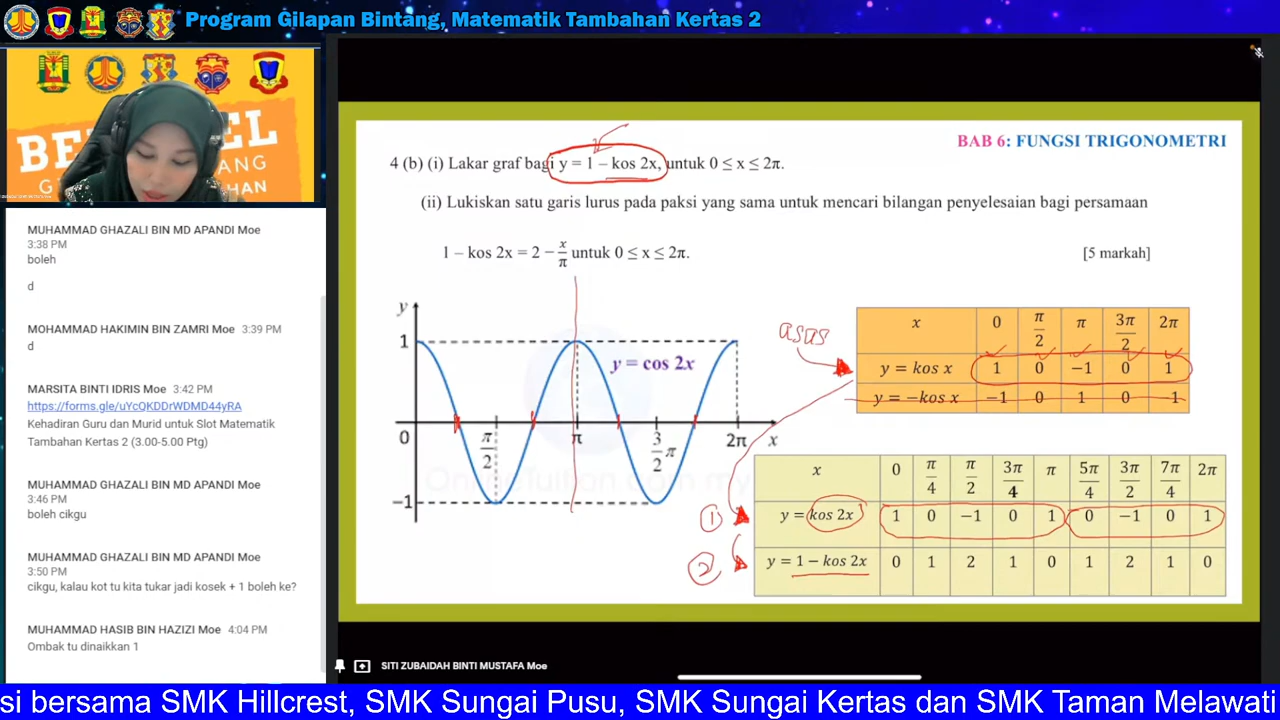 Program Gilapan Bintang, Matematik Tambahan Kertas 2
MUHAMMAD GHAZALI BIN MD APANDI Moe
3:38 PM
boleh
d
MOHAMMAD HAKIMIN BIN ZAMRI Moe 3:39 PM
d
MARSITA BINTI IDRIS Moe 3:42 PM
https://forms.gle/uYcQKDDrWDMD44yRA
Kehadiran Guru dan Murid untuk Slot Matematik
Tambahan Kertas 2 (3.00-5.00 Ptg)
MUHAMMAD GHAZALI BIN MD APANDI Moe
3:46 PM
boleh cikgu
MUHAMMAD GHAZALI BIN MD APANDI Moe
3:50 PM
cikgu, kalau kot tu kita tukar jadi kosek + 1 boleh ke?
MUHAMMAD HASIB BIN HAZIZI Moe 4:04 PM
Ombak tu dinaikkan 1
BAB 6: FUNGSI TRIGONOMETRI
4 (b) (i) Lakar graf bagi y = 1 – kos 2x, untuk 0 ≤ x ≤ 2π.
(ii) Lukiskan satu garis lurus pada paksi yang sama untuk mencari bilangan penyelesaian bagi persamaan
1 – kos 2x = 2 − x/π untuk 0 ≤ x ≤ 2π.
[5 markah]
y
1
y = cos 2x
0 π/2 π 3/2 π 2π x
−1
asas
x 0 π/2 π 3π/2 2π
y = kos x 1 0 −1 0 1
y = −kos x −1 0 1 0 −1
x 0 π/4 π/2 3π/4 π 5π/4 3π/2 7π/4 2π
① y = kos 2x 1 0 −1 0 1 0 −1 0 1
② y = 1 − kos 2x 0 1 2 1 0 1 2 1 0
SITI ZUBAIDAH BINTI MUSTAFA Moe
si bersama SMK Hillcrest, SMK Sungai Pusu, SMK Sungai Kertas dan SMK Taman Melawati